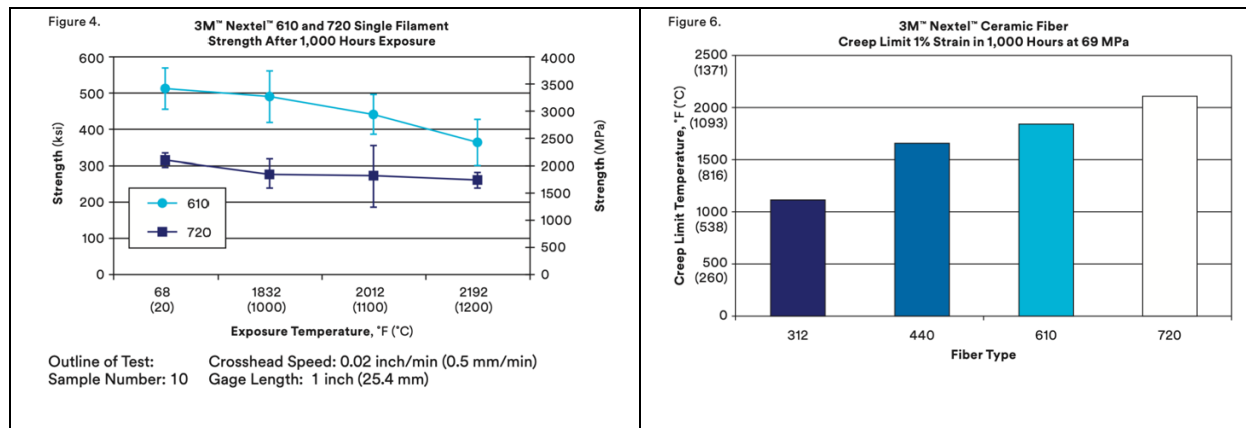 Figure 4.
3M™ Nextel™ 610 and 720 Single Filament
Strength After 1,000 Hours Exposure
Strength (ksi)
600
500
400
300
200
100
0
610
720
4000
3500
3000
2500
2000
1500
1000
500
0
Strength (MPa)
68 1832 2012 2192
(20) (1000) (1100) (1200)
Exposure Temperature, °F (°C)
Outline of Test: Crosshead Speed: 0.02 inch/min (0.5 mm/min)
Sample Number: 10 Gage Length: 1 inch (25.4 mm)
Figure 6.
3M™ Nextel™ Ceramic Fiber
Creep Limit 1% Strain in 1,000 Hours at 69 MPa
Creep Limit Temperature, °F (°C)
2500
(1371)
2000
(1093)
1500
(816)
1000
(538)
500
(260)
0
312 440 610 720
Fiber Type